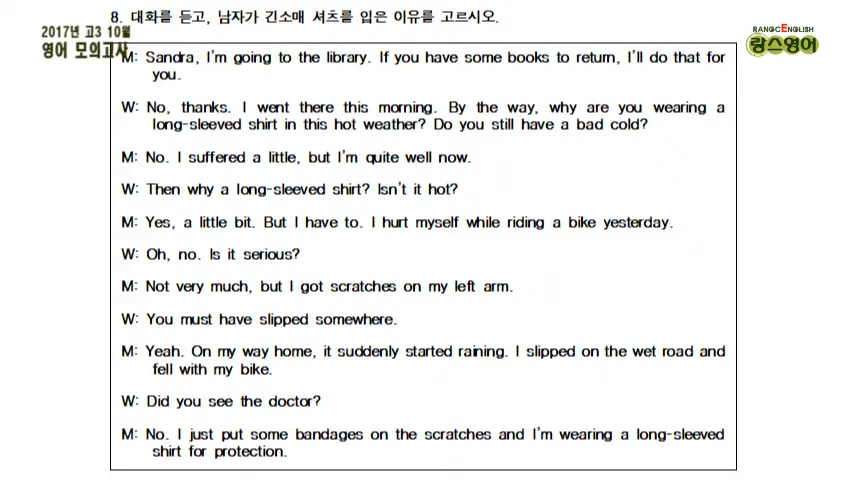 8. 대화를 듣고, 남자가 긴소매 셔츠를 입은 이유를 고르시오.
2017년 고3 10월
영어 모의고사
RANGCENGLISH
랑스영어
M: Sandra, I'm going to the library. If you have some books to return, I'll do that for
you.
W: No, thanks. I went there this morning. By the way, why are you wearing a
long-sleeved shirt in this hot weather? Do you still have a bad cold?
M: No. I suffered a little, but I'm quite well now.
W: Then why a long-sleeved shirt? Isn't it hot?
M: Yes, a little bit. But I have to. I hurt myself while riding a bike yesterday.
W: Oh, no. Is it serious?
M: Not very much, but I got scratches on my left arm.
W: You must have slipped somewhere.
M: Yeah. On my way home, it suddenly started raining. I slipped on the wet road and
fell with my bike.
W: Did you see the doctor?
M: No. I just put some bandages on the scratches and I'm wearing a long-sleeved
shirt for protection.